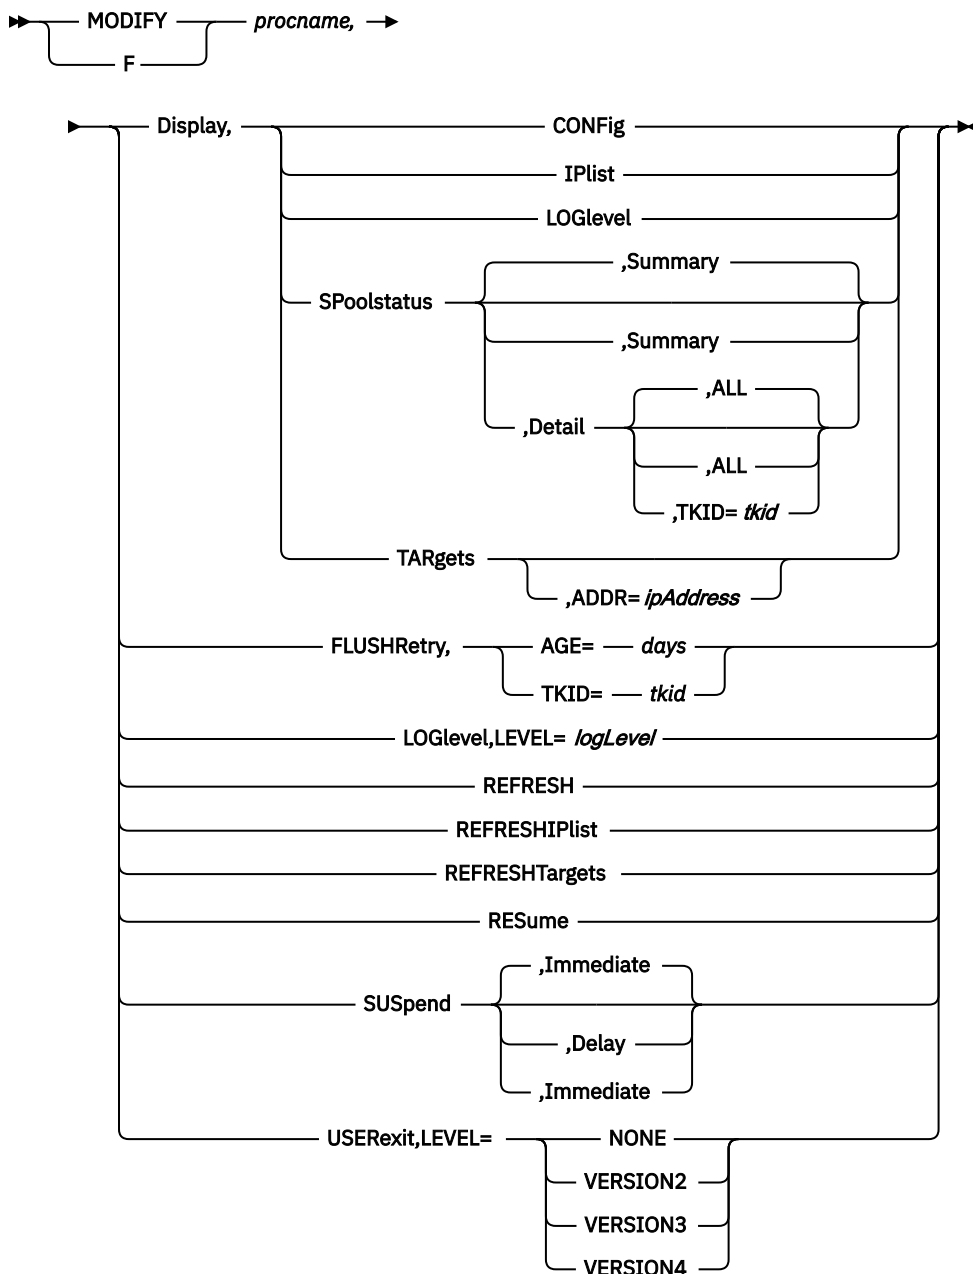 MODIFY procname,
F
Display, CONFig
IPlist
LOGlevel
,Summary
SPoolstatus
,Summary
,ALL
,Detail
,ALL
,TKID= tkid
TARgets
,ADDR= ipAddress
FLUSHRetry, AGE= days
TKID= tkid
LOGlevel,LEVEL= logLevel
REFRESH
REFRESHIPlist
REFRESHTargets
RESume
,Immediate
SUSpend
,Delay
,Immediate
USERexit,LEVEL= NONE
VERSION2
VERSION3
VERSION4